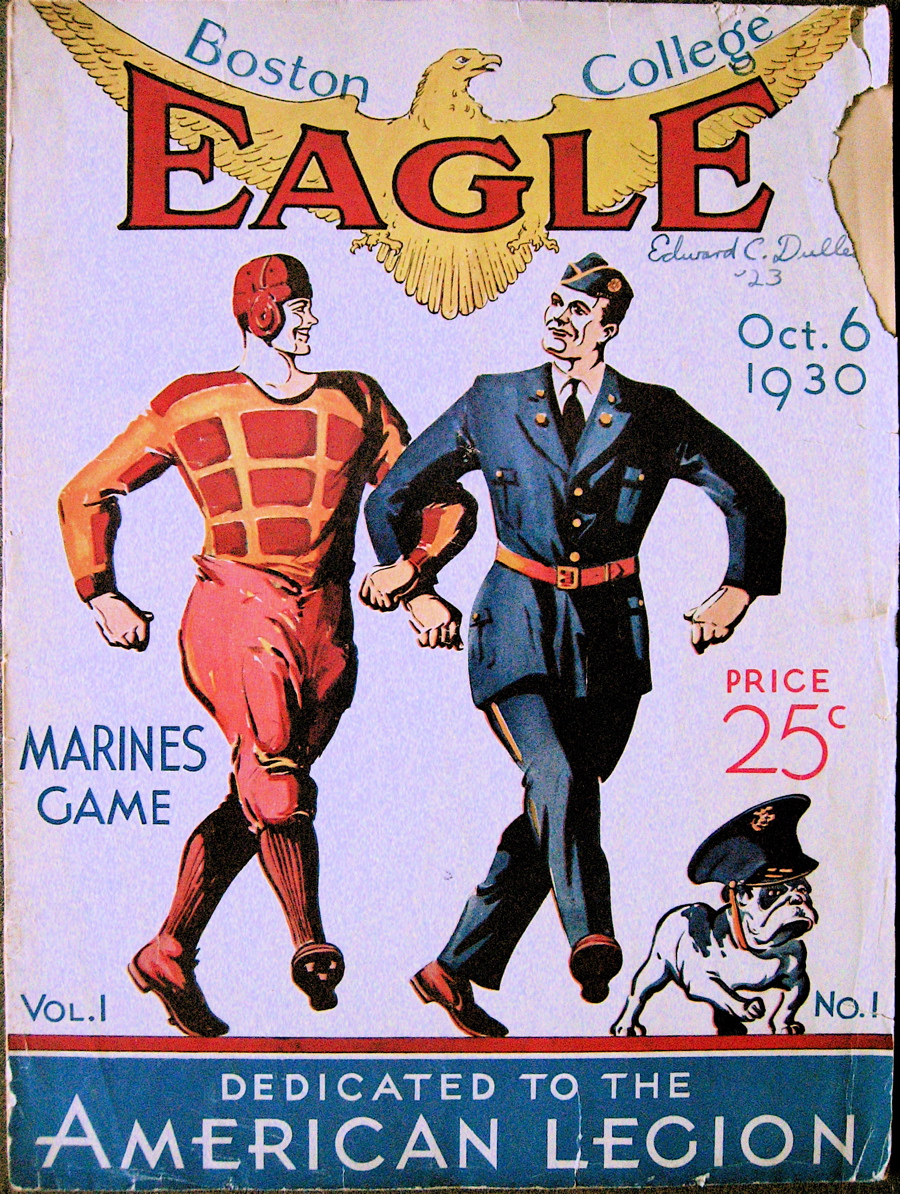 Boston College
EAGLE
Edward C.
'23
Oct. 6
1930
PRICE
25c
MARINES
GAME
VOL. 1
NO. 1
DEDICATED TO THE
AMERICAN LEGION